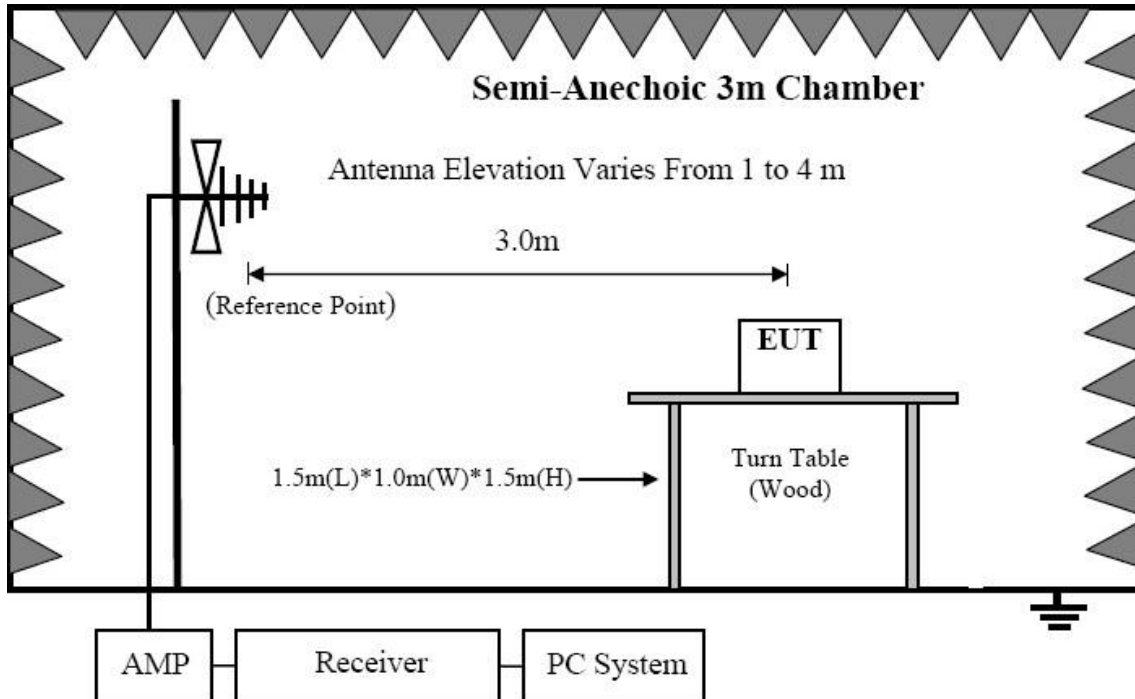 Semi-Anechoic 3m Chamber
Antenna Elevation Varies From 1 to 4 m
3.0m
(Reference Point)
EUT
1.5m(L)*1.0m(W)*1.5m(H)
Turn Table
(Wood)
AMP
Receiver
PC System